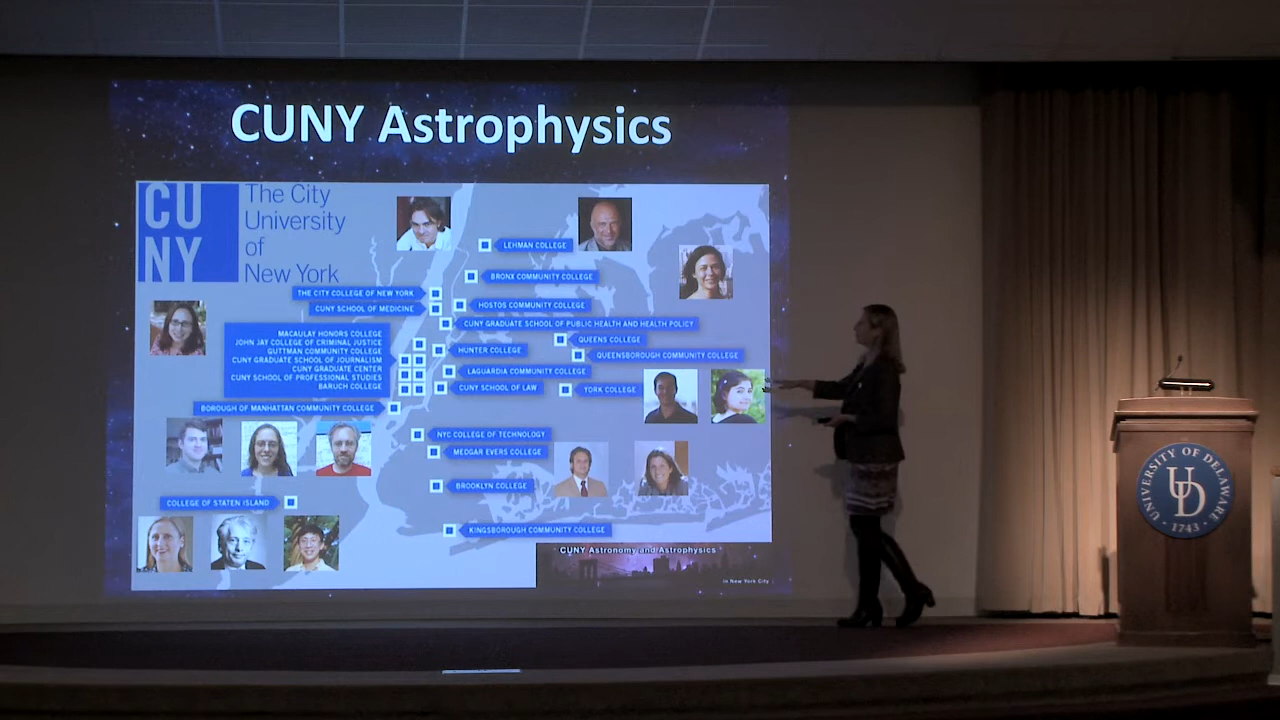 CUNY Astrophysics
CU
NY
The City
University
of
New York
LEHMAN COLLEGE
BRONX COMMUNITY COLLEGE
THE CITY COLLEGE OF NEW YORK
CUNY SCHOOL OF MEDICINE
HOSTOS COMMUNITY COLLEGE
CUNY GRADUATE SCHOOL OF PUBLIC HEALTH AND HEALTH POLICY
MACAULAY HONORS COLLEGE
JOHN JAY COLLEGE OF CRIMINAL JUSTICE
GUTTMAN COMMUNITY COLLEGE
CUNY GRADUATE SCHOOL OF JOURNALISM
CUNY GRADUATE CENTER
CUNY SCHOOL OF PROFESSIONAL STUDIES
BARUCH COLLEGE
QUEENS COLLEGE
HUNTER COLLEGE
QUEENSBOROUGH COMMUNITY COLLEGE
LAGUARDIA COMMUNITY COLLEGE
CUNY SCHOOL OF LAW
YORK COLLEGE
BOROUGH OF MANHATTAN COMMUNITY COLLEGE
NYC COLLEGE OF TECHNOLOGY
MEDGAR EVERS COLLEGE
BROOKLYN COLLEGE
COLLEGE OF STATEN ISLAND
KINGSBOROUGH COMMUNITY COLLEGE
CUNY Astronomy and Astrophysics
in New York City
UNIVERSITY OF DELAWARE
UD
1743